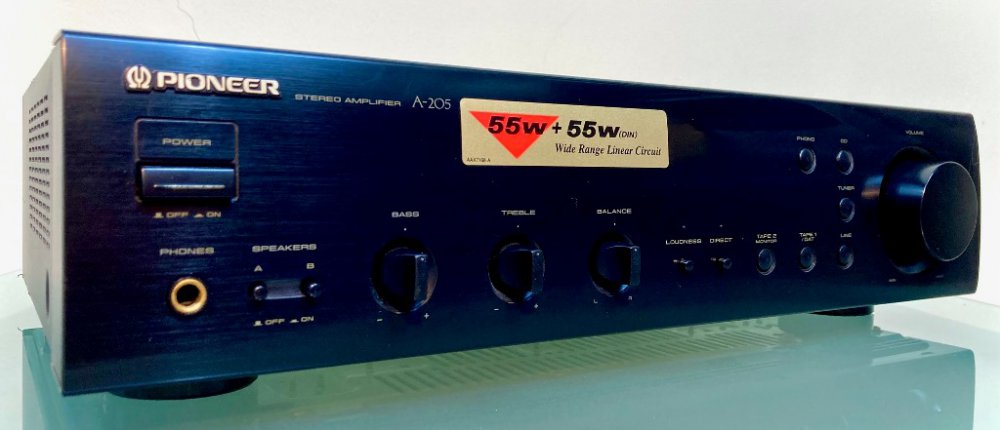 PIONEER
STEREO AMPLIFIER A-205
55W + 55W (DIN)
Wide Range Linear Circuit
POWER
OFF ON
PHONES
SPEAKERS
A B
OFF ON
BASS
- +
TREBLE
- +
BALANCE
L R
LOUDNESS
DIRECT
TAPE 2
MONITOR
TAPE 1
/ DAT
PHONO
CD
TUNER
LINE
VOLUME